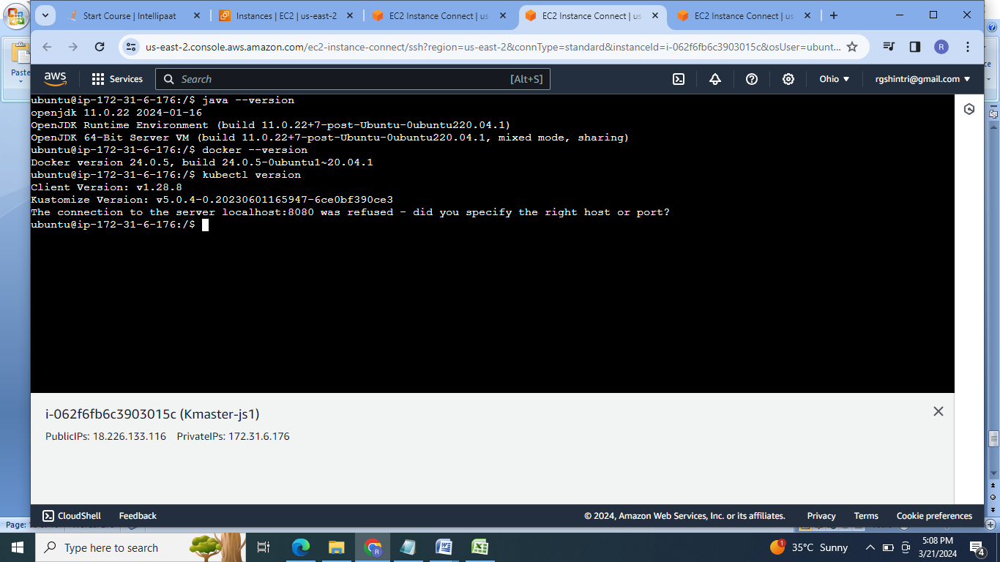 Start Course | Intellipaat
Instances | EC2 | us-east-2
EC2 Instance Connect | us
EC2 Instance Connect | us
EC2 Instance Connect | us
us-east-2.console.aws.amazon.com/ec2-instance-connect/ssh?region=us-east-2&connType=standard&instanceId=i-062f6fb6c3903015c&osUser=ubunt...
R
Paste
aws
Services
Search
[Alt+S]
Ohio
rgshintri@gmail.com
ubuntu@ip-172-31-6-176:/$ java --version
openjdk 11.0.22 2024-01-16
OpenJDK Runtime Environment (build 11.0.22+7-post-Ubuntu-0ubuntu220.04.1)
OpenJDK 64-Bit Server VM (build 11.0.22+7-post-Ubuntu-0ubuntu220.04.1, mixed mode, sharing)
ubuntu@ip-172-31-6-176:/$ docker --version
Docker version 24.0.5, build 24.0.5-0ubuntu1~20.04.1
ubuntu@ip-172-31-6-176:/$ kubectl version
Client Version: v1.28.8
Kustomize Version: v5.0.4-0.20230601165947-6ce0bf390ce3
The connection to the server localhost:8080 was refused - did you specify the right host or port?
ubuntu@ip-172-31-6-176:/$
i-062f6fb6c3903015c (Kmaster-js1)
PublicIPs: 18.226.133.116 PrivateIPs: 172.31.6.176
CloudShell
Feedback
© 2024, Amazon Web Services, Inc. or its affiliates.
Privacy
Terms
Cookie preferences
Page:
Type here to search
35°C Sunny
5:08 PM
3/21/2024
4